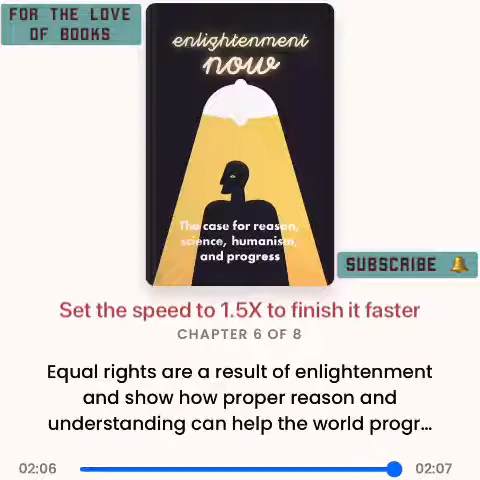 FOR THE LOVE
OF BOOKS
enlightenment
now
The case for reason,
science, humanism,
and progress
SUBSCRIBE
Set the speed to 1.5X to finish it faster
CHAPTER 6 OF 8
Equal rights are a result of enlightenment
and show how proper reason and
understanding can help the world progr...
02:06
02:07